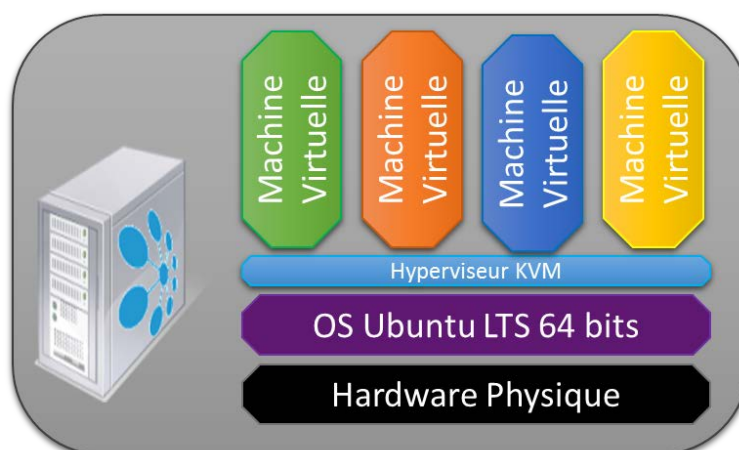 Machine
Virtuelle
Machine
Virtuelle
Machine
Virtuelle
Machine
Virtuelle
Hyperviseur KVM
OS Ubuntu LTS 64 bits
Hardware Physique